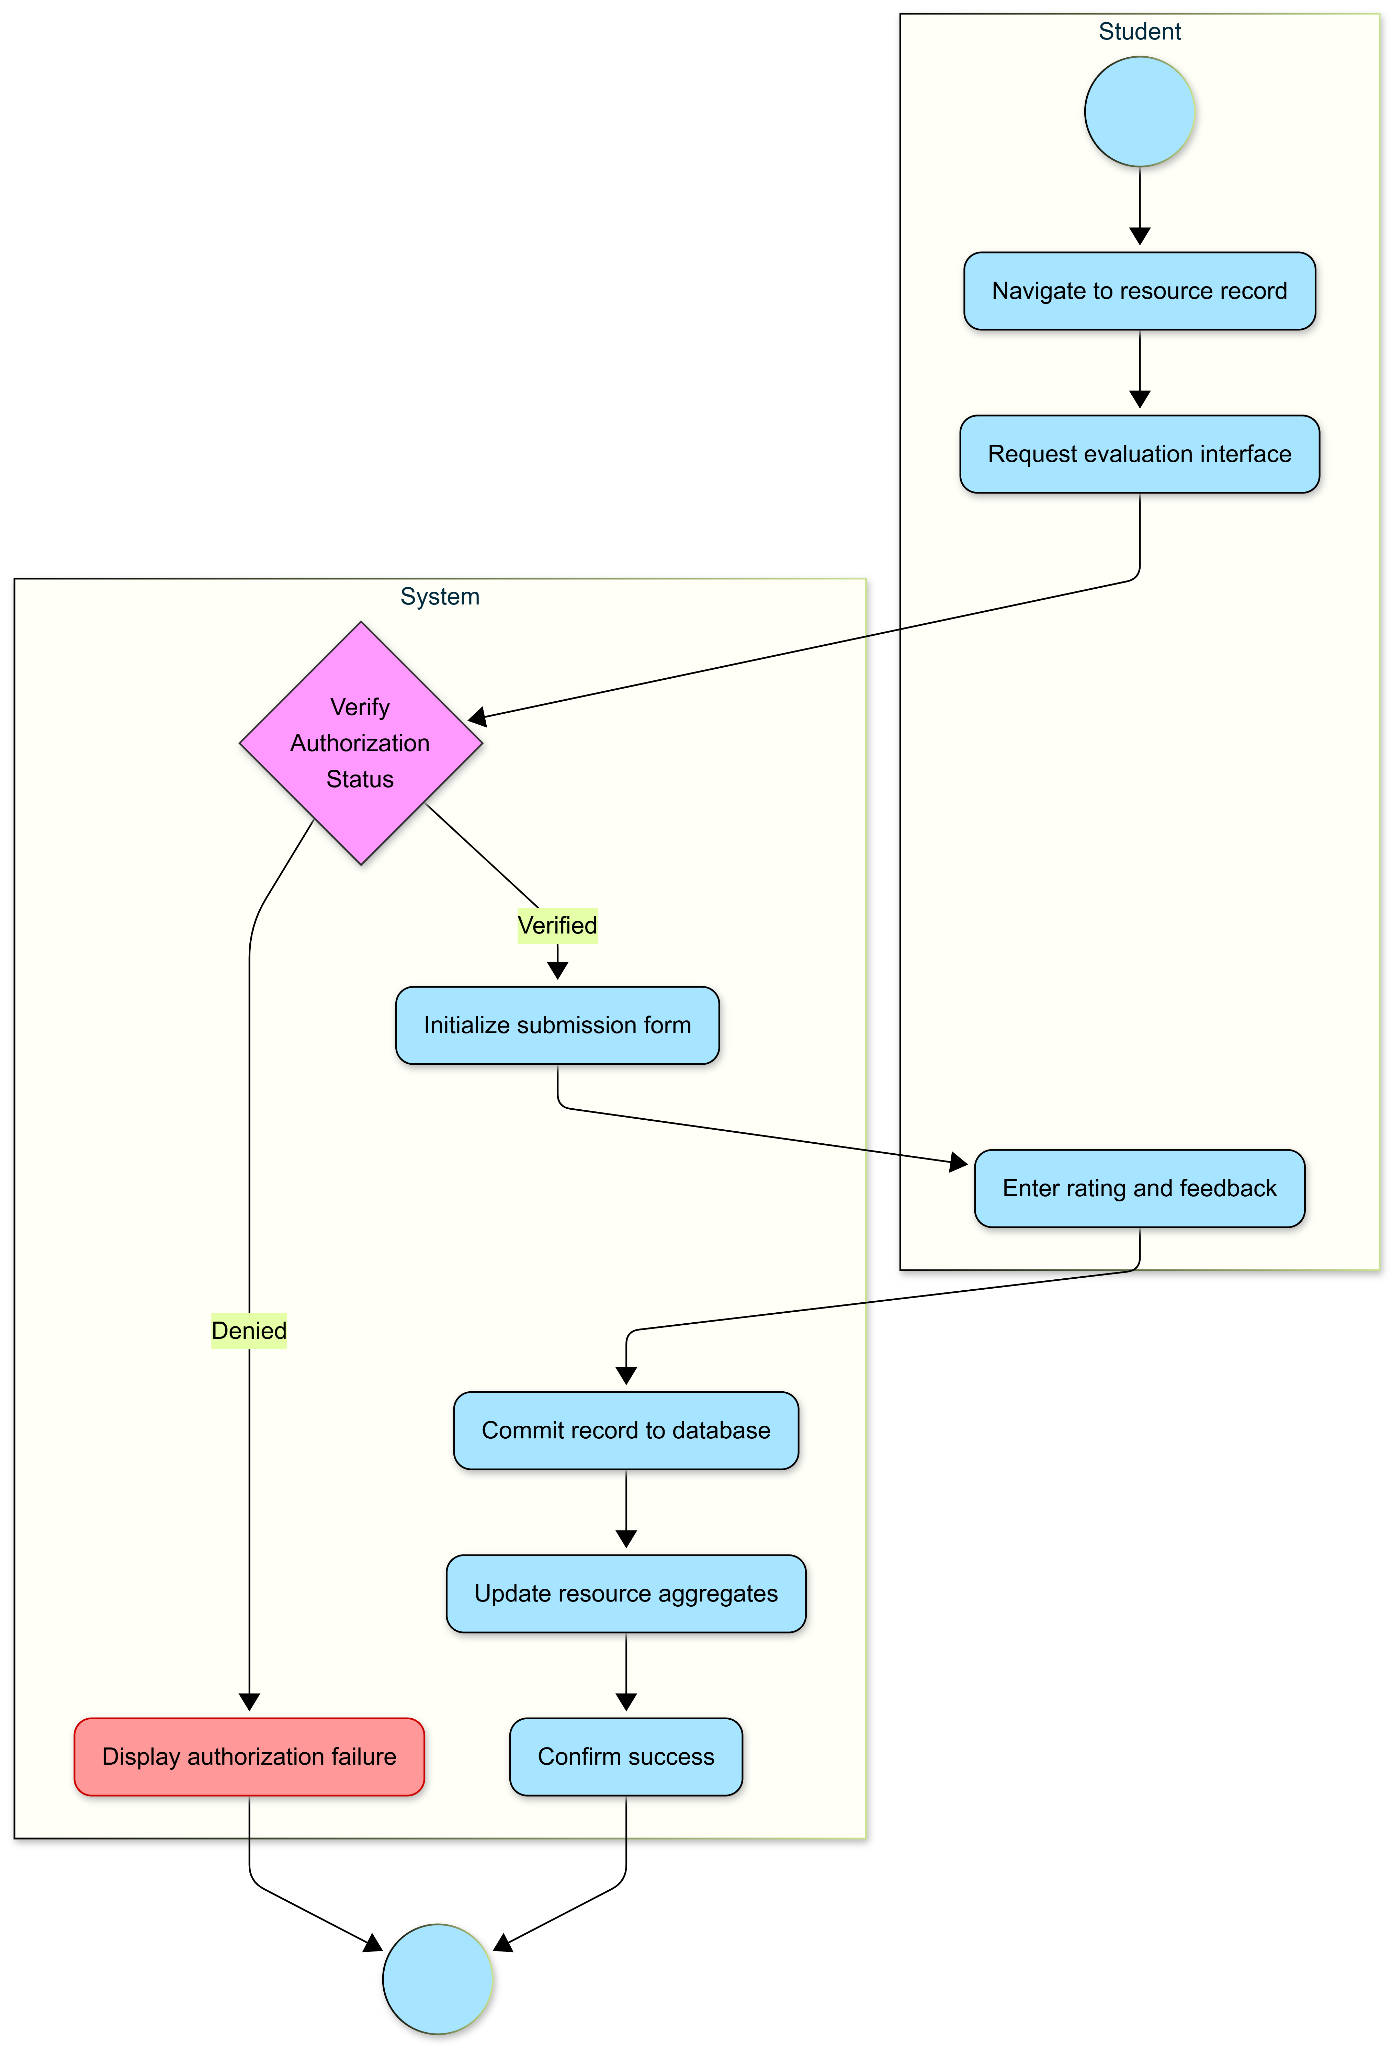 Student
Navigate to resource record
Request evaluation interface
System
Verify
Authorization
Status
Verified
Initialize submission form
Enter rating and feedback
Denied
Commit record to database
Update resource aggregates
Display authorization failure
Confirm success